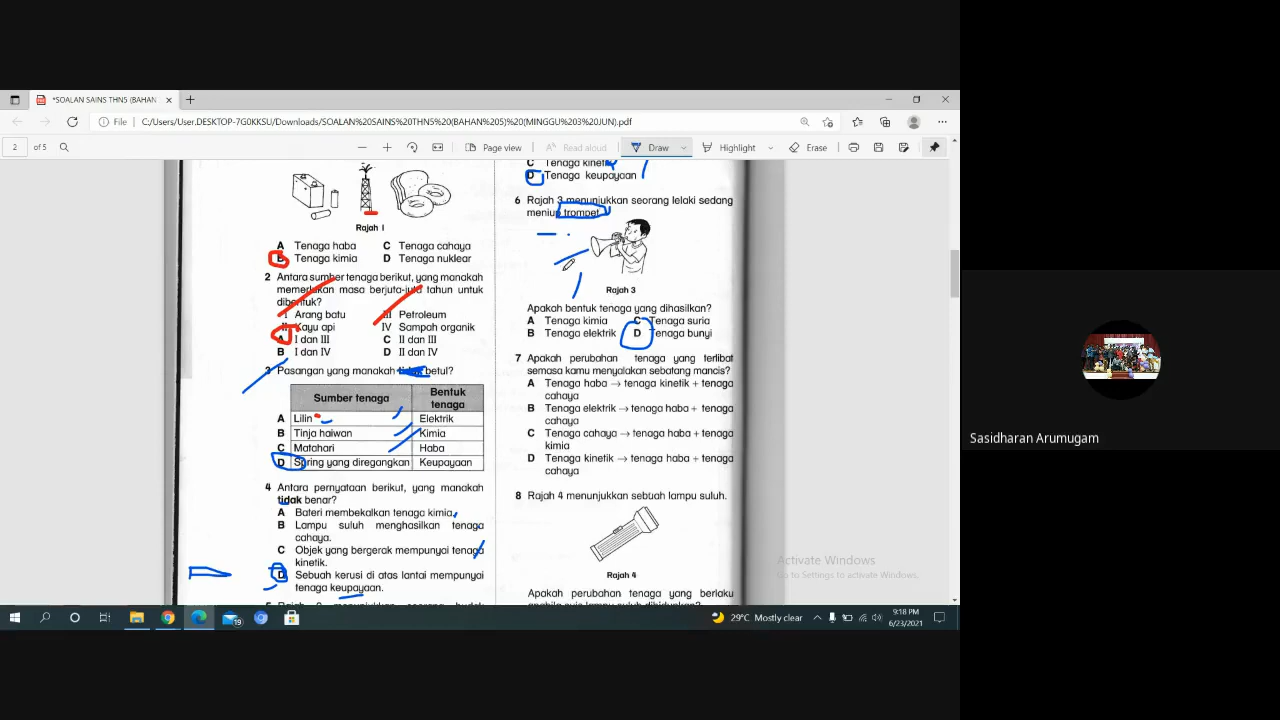 *SOALAN SAINS THN5 (BAHAN
File
C:/Users/User.DESKTOP-7G0KKSU/Downloads/SOALAN%20SAINS%20THN5%20(BAHAN%205)%20(MINGGU%203%20JUN).pdf
2 of 5
Page view
Read aloud
Draw
Highlight
Erase
Rajah 1
A Tenaga haba C Tenaga cahaya
B Tenaga kimia D Tenaga nuklear
2 Antara sumber tenaga berikut, yang manakah
memerlukan masa berjuta-juta tahun untuk
dibentuk?
I Arang batu III Petroleum
II Kayu api IV Sampah organik
A I dan III C II dan III
B I dan IV D II dan IV
3 Pasangan yang manakah tidak betul?
Sumber tenaga Bentuk
tenaga
A Lilin Elektrik
B Tinja haiwan Kimia
C Matahari Haba
D Spring yang diregangkan Keupayaan
4 Antara pernyataan berikut, yang manakah
tidak benar?
A Bateri membekalkan tenaga kimia.
B Lampu suluh menghasilkan tenaga
cahaya.
C Objek yang bergerak mempunyai tenaga
kinetik.
D Sebuah kerusi di atas lantai mempunyai
tenaga keupayaan.
C Tenaga kinetik
D Tenaga keupayaan
6 Rajah 3 menunjukkan seorang lelaki sedang
meniup trompet.
Rajah 3
Apakah bentuk tenaga yang dihasilkan?
A Tenaga kimia C Tenaga suria
B Tenaga elektrik D Tenaga bunyi
7 Apakah perubahan tenaga yang terlibat
semasa kamu menyalakan sebatang mancis?
A Tenaga haba → tenaga kinetik + tenaga
cahaya
B Tenaga elektrik → tenaga haba + tenaga
cahaya
C Tenaga cahaya → tenaga haba + tenaga
kimia
D Tenaga kinetik → tenaga haba + tenaga
cahaya
8 Rajah 4 menunjukkan sebuah lampu suluh.
Rajah 4
Apakah perubahan tenaga yang berlaku
Activate Windows
Go to Settings to activate Windows.
Sasidharan Arumugam
19
29°C Mostly clear
9:18 PM
6/23/2021